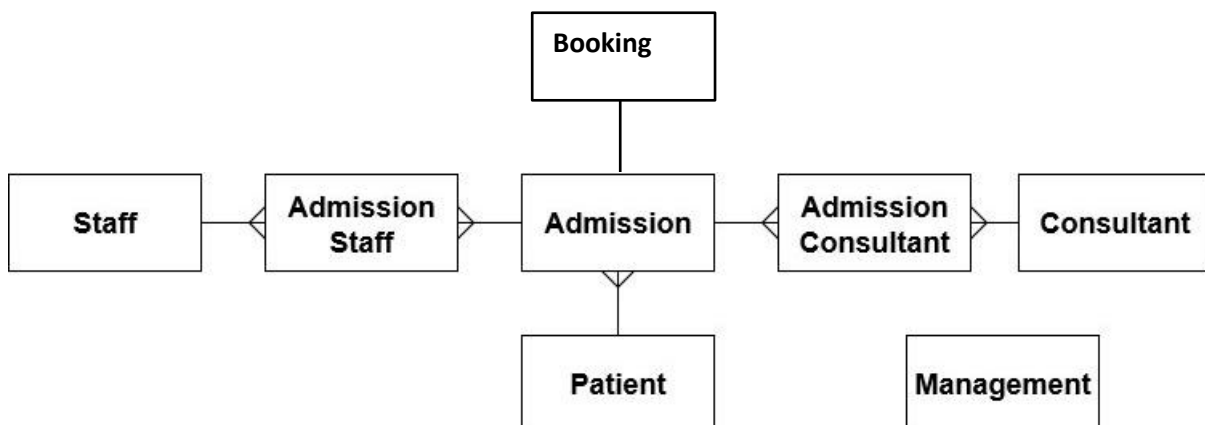 Booking
Staff
Admission
Staff
Admission
Admission
Consultant
Consultant
Patient
Management